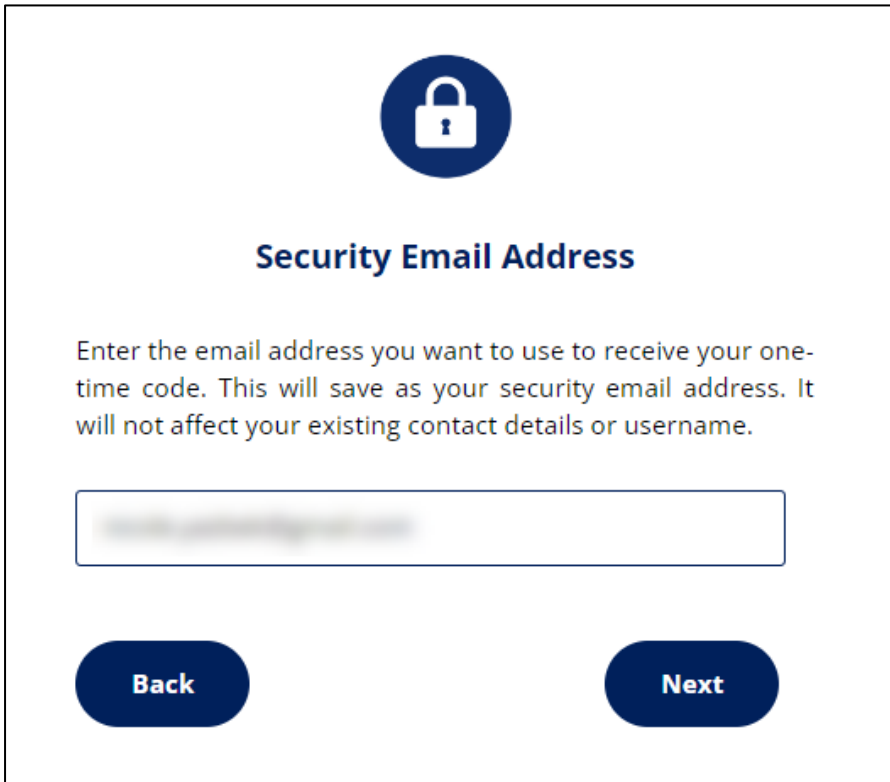 Security Email Address
Enter the email address you want to use to receive your one-
time code. This will save as your security email address. It
will not affect your existing contact details or username.
Back
Next